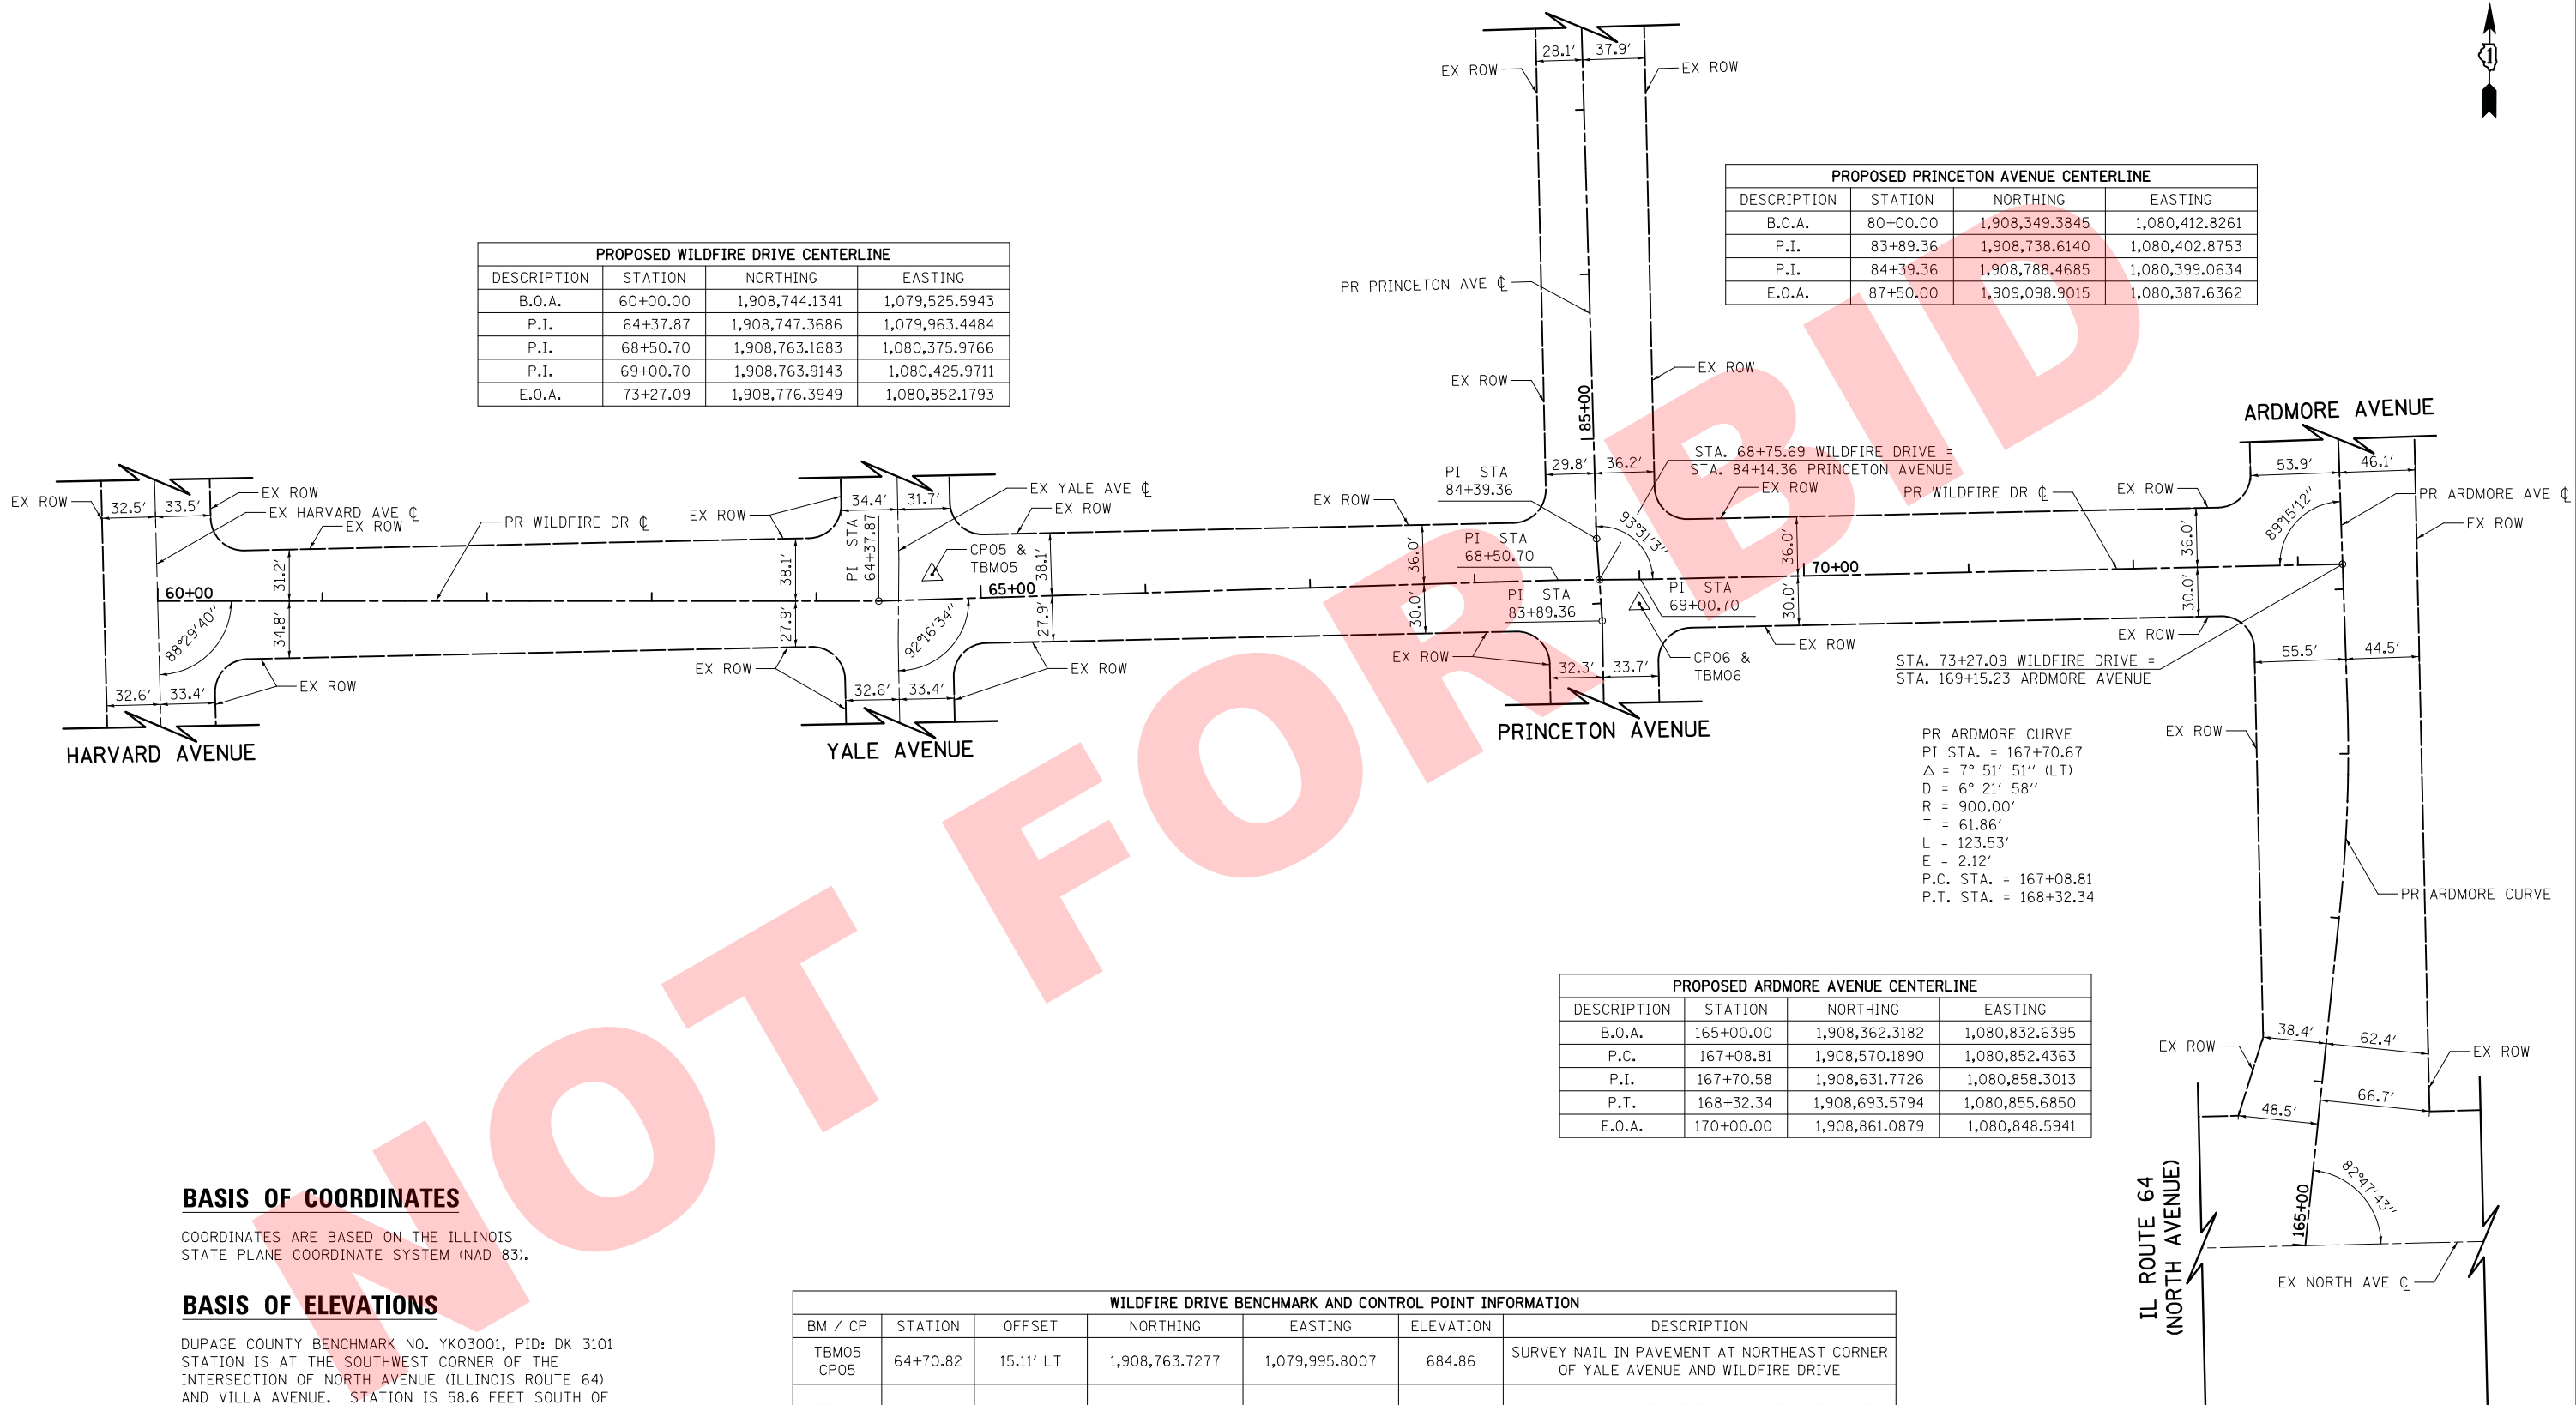 28.1' 37.9'
EX ROW EX ROW
PROPOSED PRINCETON AVENUE CENTERLINE
DESCRIPTION STATION NORTHING EASTING
B.O.A. 80+00.00 1,908,349.3845 1,080,412.8261
P.I. 83+89.36 1,908,738.6140 1,080,402.8753
P.I. 84+39.36 1,908,788.4685 1,080,399.0634
E.O.A. 87+50.00 1,909,098.9015 1,080,387.6362
PROPOSED WILDFIRE DRIVE CENTERLINE
DESCRIPTION STATION NORTHING EASTING
B.O.A. 60+00.00 1,908,744.1341 1,079,525.5943
P.I. 64+37.87 1,908,747.3686 1,079,963.4484
P.I. 68+50.70 1,908,763.1683 1,080,375.9766
P.I. 69+00.70 1,908,763.9143 1,080,425.9711
E.O.A. 73+27.09 1,908,776.3949 1,080,852.1793
PR PRINCETON AVE ℄
EX ROW
EX ROW
85+00
ARDMORE AVENUE
EX ROW
32.5' 33.5'
EX ROW
EX HARVARD AVE ℄
EX ROW
PR WILDFIRE DR ℄
EX ROW
34.4' 31.7'
PI STA
64+37.87
EX YALE AVE ℄
EX ROW
EX ROW
PI STA
84+39.36
29.8' 36.2'
STA. 68+75.69 WILDFIRE DRIVE =
STA. 84+14.36 PRINCETON AVENUE
EX ROW
PR WILDFIRE DR ℄
EX ROW
53.9' 46.1'
PR ARDMORE AVE ℄
EX ROW
31.2'
34.8'
60+00
88°29'40"
38.1'
27.9'
CP05 &
TBM05
65+00
92°16'34"
38.1'
27.9'
36.0'
30.0'
PI STA
68+50.70
PI STA
83+89.36
93°31'3"
PI STA
69+00.70
36.0'
30.0'
70+00
36.0'
30.0'
89°15'12"
EX ROW
EX ROW
EX ROW
EX ROW
CP06 &
TBM06
EX ROW
EX ROW
32.6' 33.4'
32.6' 33.4'
32.3' 33.7'
55.5' 44.5'
STA. 73+27.09 WILDFIRE DRIVE =
STA. 169+15.23 ARDMORE AVENUE
HARVARD AVENUE
YALE AVENUE
PRINCETON AVENUE
PR ARDMORE CURVE
PI STA. = 167+70.67
△ = 7° 51' 51" (LT)
D = 6° 21' 58"
R = 900.00'
T = 61.86'
L = 123.53'
E = 2.12'
P.C. STA. = 167+08.81
P.T. STA. = 168+32.34
EX ROW
PR ARDMORE CURVE
PROPOSED ARDMORE AVENUE CENTERLINE
DESCRIPTION STATION NORTHING EASTING
B.O.A. 165+00.00 1,908,362.3182 1,080,832.6395
P.C. 167+08.81 1,908,570.1890 1,080,852.4363
P.I. 167+70.58 1,908,631.7726 1,080,858.3013
P.T. 168+32.34 1,908,693.5794 1,080,855.6850
E.O.A. 170+00.00 1,908,861.0879 1,080,848.5941
38.4' 62.4'
EX ROW EX ROW
48.5' 66.7'
82°47'43"
165+00
IL ROUTE 64
(NORTH AVENUE)
EX NORTH AVE ℄
BASIS OF COORDINATES
COORDINATES ARE BASED ON THE ILLINOIS
STATE PLANE COORDINATE SYSTEM (NAD 83).
BASIS OF ELEVATIONS
DUPAGE COUNTY BENCHMARK NO. YK03001, PID: DK 3101
STATION IS AT THE SOUTHWEST CORNER OF THE
INTERSECTION OF NORTH AVENUE (ILLINOIS ROUTE 64)
AND VILLA AVENUE. STATION IS 58.6 FEET SOUTH OF
WILDFIRE DRIVE BENCHMARK AND CONTROL POINT INFORMATION
BM / CP STATION OFFSET NORTHING EASTING ELEVATION DESCRIPTION
TBM05
CP05
64+70.82 15.11' LT 1,908,763.7277 1,079,995.8007 684.86
SURVEY NAIL IN PAVEMENT AT NORTHEAST CORNER
OF YALE AVENUE AND WILDFIRE DRIVE
NOT FOR BID